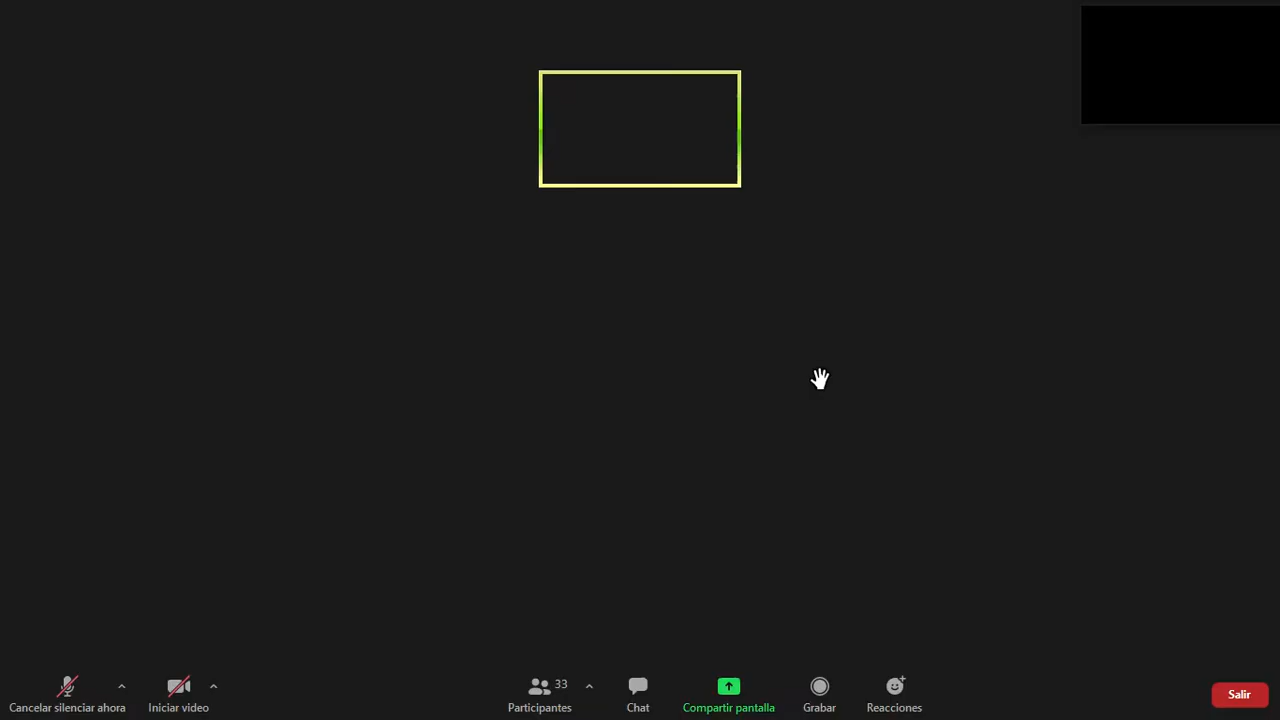 33
Cancelar silenciar ahora
Iniciar video
Participantes
Chat
Compartir pantalla
Grabar
Reacciones
Salir